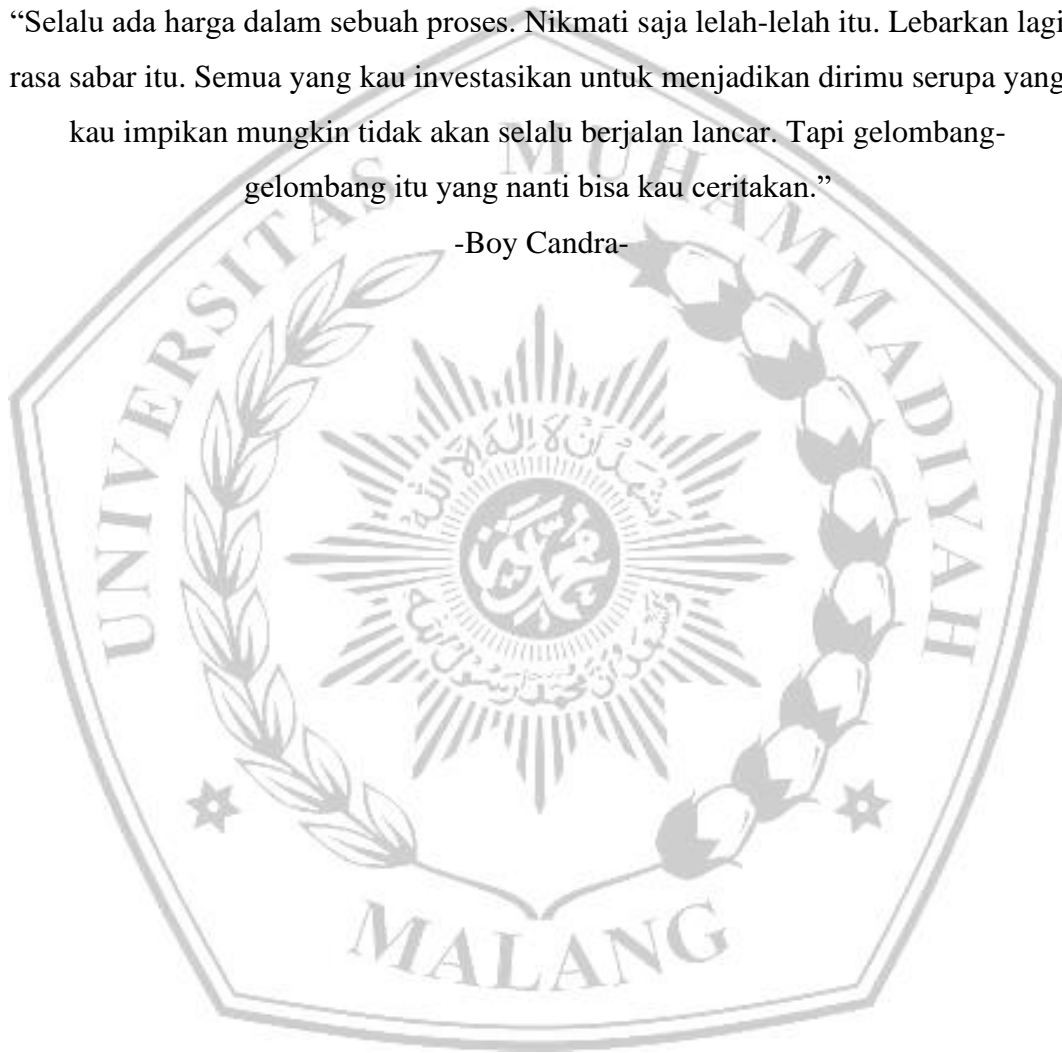 “Selalu ada harga dalam sebuah proses. Nikmati saja lelah-lelah itu. Lebarkan lagi
rasa sabar itu. Semua yang kau investasikan untuk menjadikan dirimu serupa yang
kau impikan mungkin tidak akan selalu berjalan lancar. Tapi gelombang-
gelombang itu yang nanti bisa kau ceritakan.”
-Boy Candra-
UNIVERSITAS MUHAMMADIYAH
MALANG